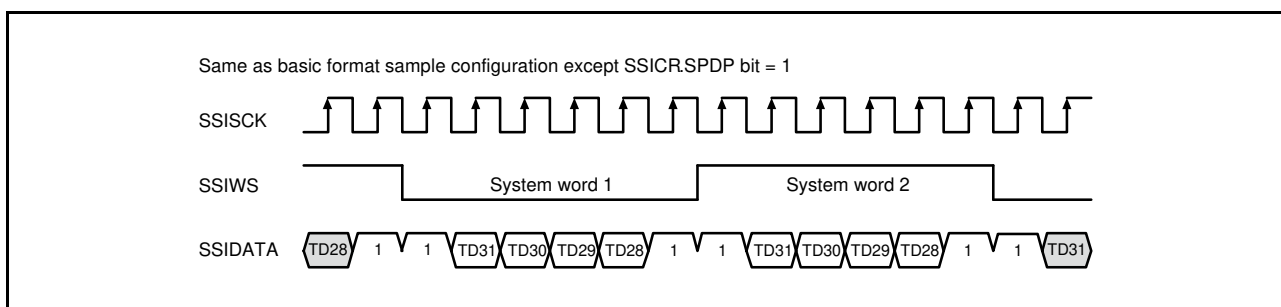 Same as basic format sample configuration except SSICR.SPDP bit = 1
SSISCK
SSIWS System word 1 System word 2
SSIDATA TD28 1 1 TD31 TD30 TD29 TD28 1 1 TD31 TD30 TD29 TD28 1 1 TD31